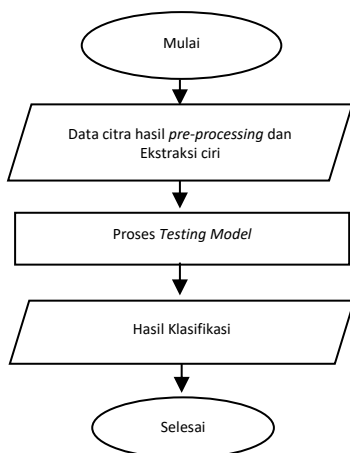 Mulai
Data citra hasil pre-processing dan
Ekstraksi ciri
Proses Testing Model
Hasil Klasifikasi
Selesai